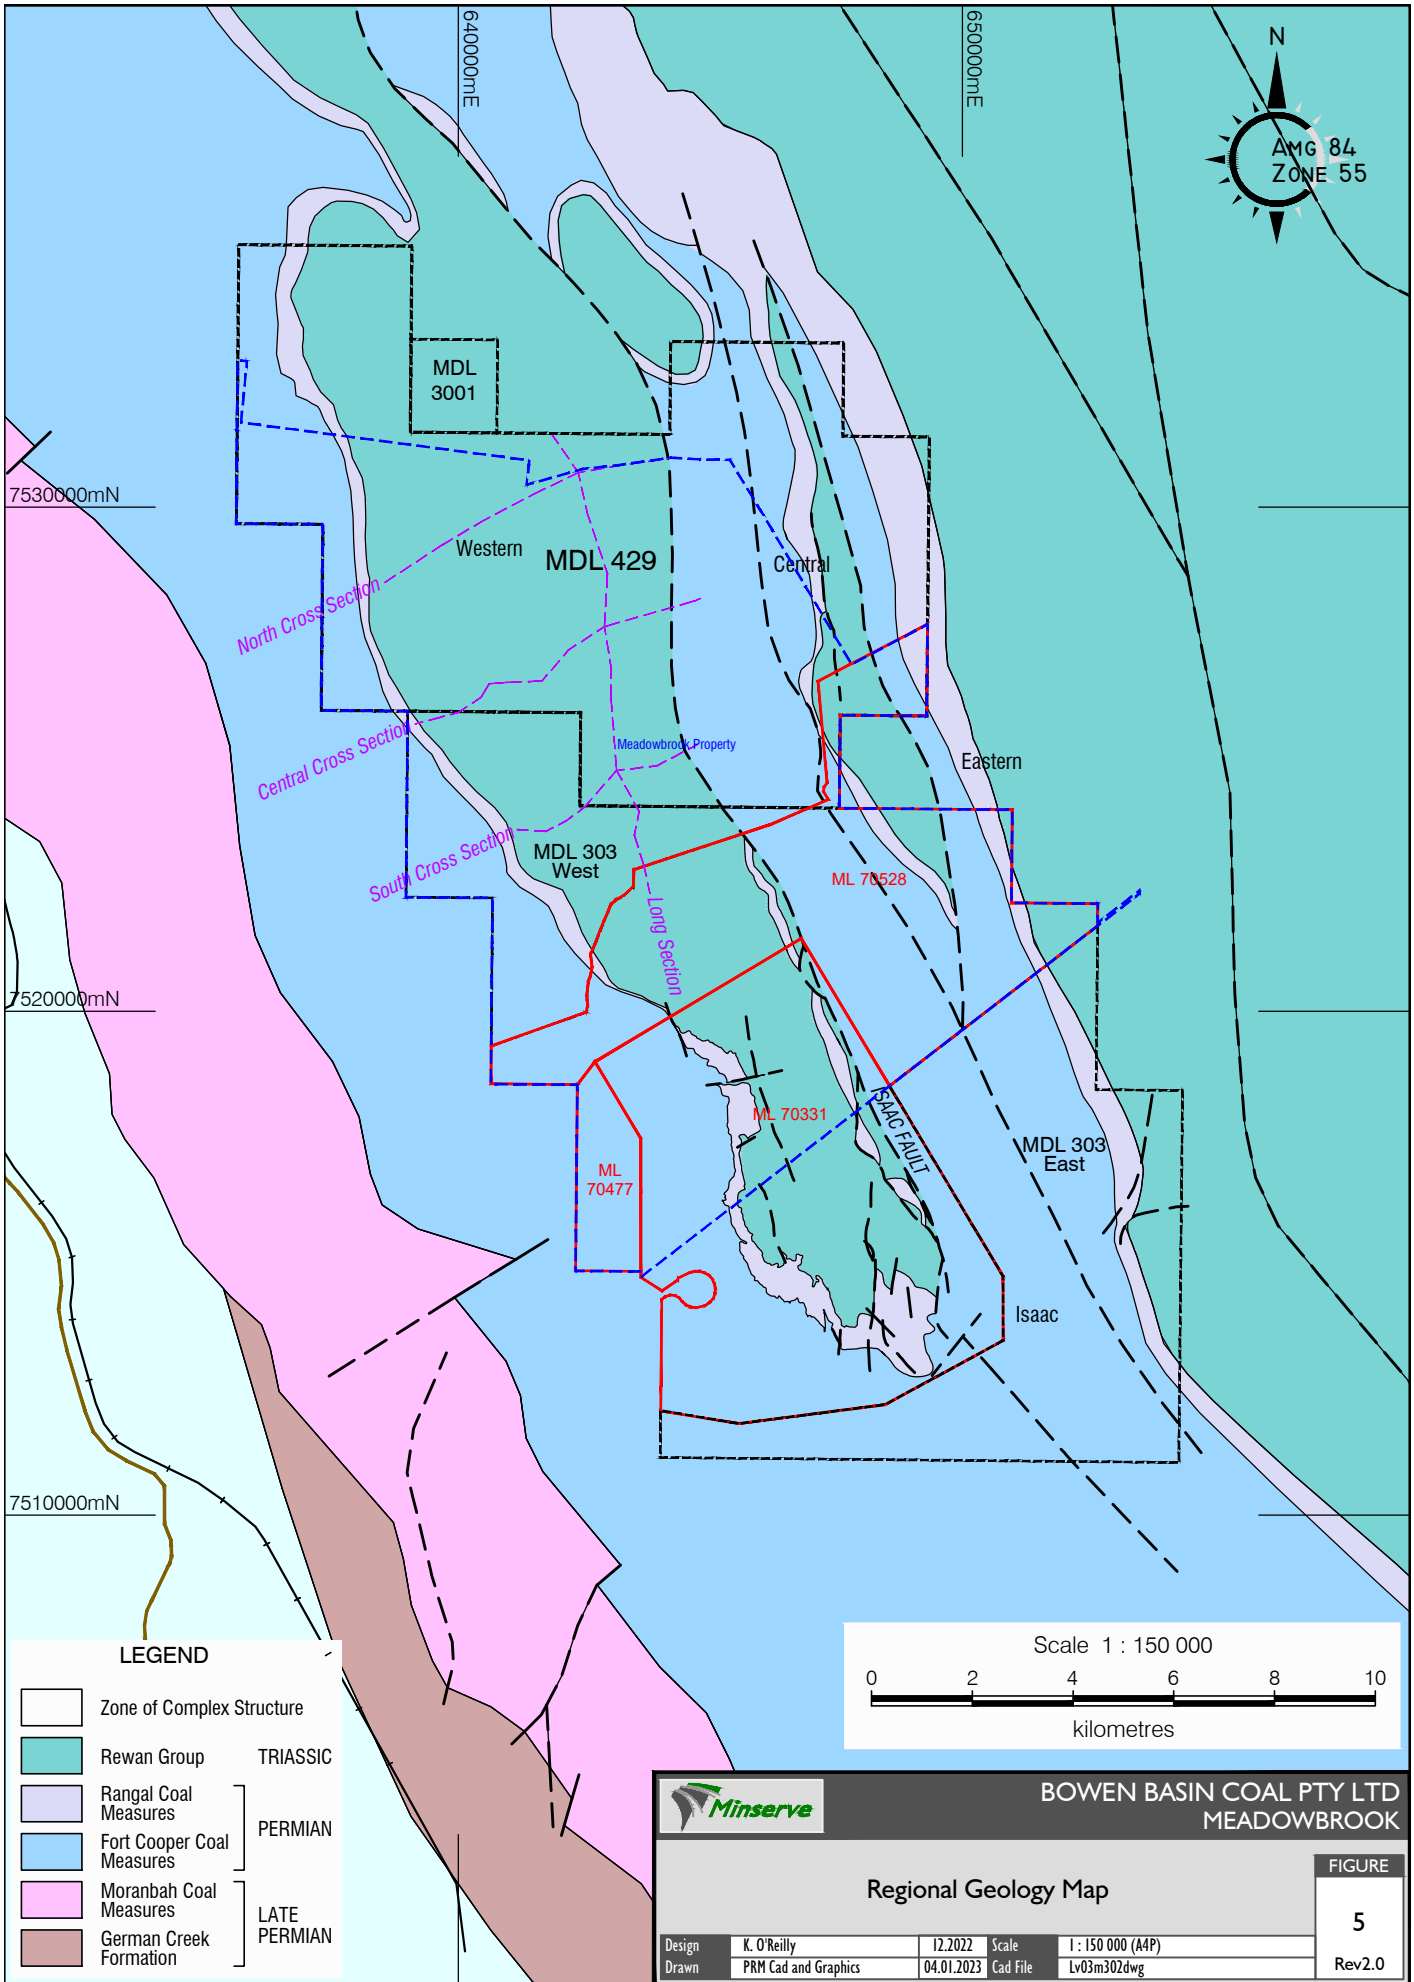 640000mE
650000mE
N
AMG 84
ZONE 55
MDL
3001
7530000mN
Western
MDL 429
Central
North Cross Section
Meadowbrook Property
Central Cross Section
Eastern
South Cross Section
MDL 303
West
ML 70528
Long Section
7520000mN
ISAAC FAULT
ML 70331
MDL 303
East
ML
70477
Isaac
7510000mN
Scale 1 : 150 000
0 2 4 6 8 10
kilometres
LEGEND
Zone of Complex Structure
Rewan Group TRIASSIC
Rangal Coal
Measures
PERMIAN
Fort Cooper Coal
Measures
Moranbah Coal
Measures
LATE
PERMIAN
German Creek
Formation
Minserve
BOWEN BASIN COAL PTY LTD
MEADOWBROOK
Regional Geology Map
FIGURE
5
Rev2.0
Design K. O'Reilly 12.2022 Scale 1 : 150 000 (A4P)
Drawn PRM Cad and Graphics 04.01.2023 Cad File Lv03m302dwg